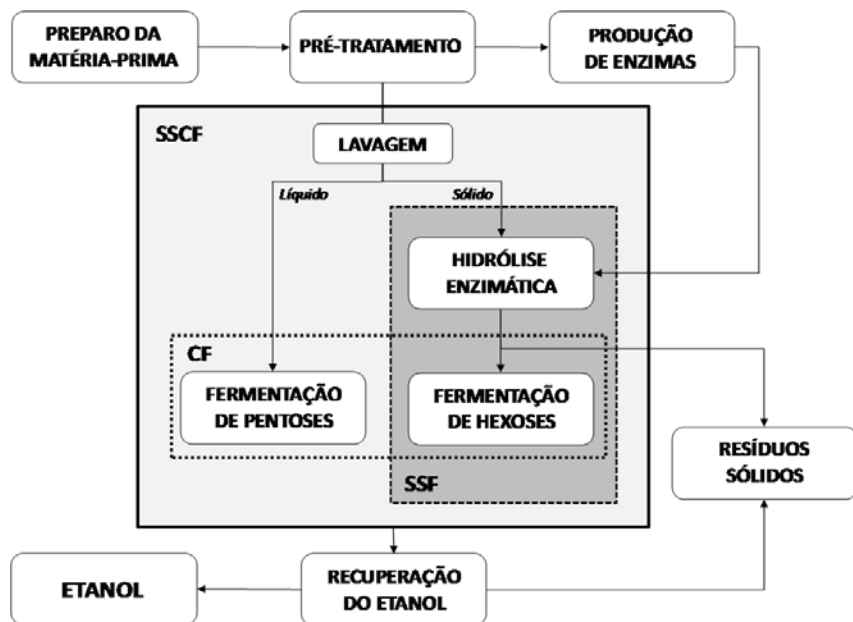 PREPARO DA
MATÉRIA-PRIMA
PRÉ-TRATAMENTO
PRODUÇÃO
DE ENZIMAS
SSCF
LAVAGEM
Líquido
Sólido
HIDRÓLISE
ENZIMÁTICA
CF
FERMENTAÇÃO
DE PENTOSES
FERMENTAÇÃO
DE HEXOSES
SSF
RESÍDUOS
SÓLIDOS
ETANOL
RECUPERAÇÃO
DO ETANOL